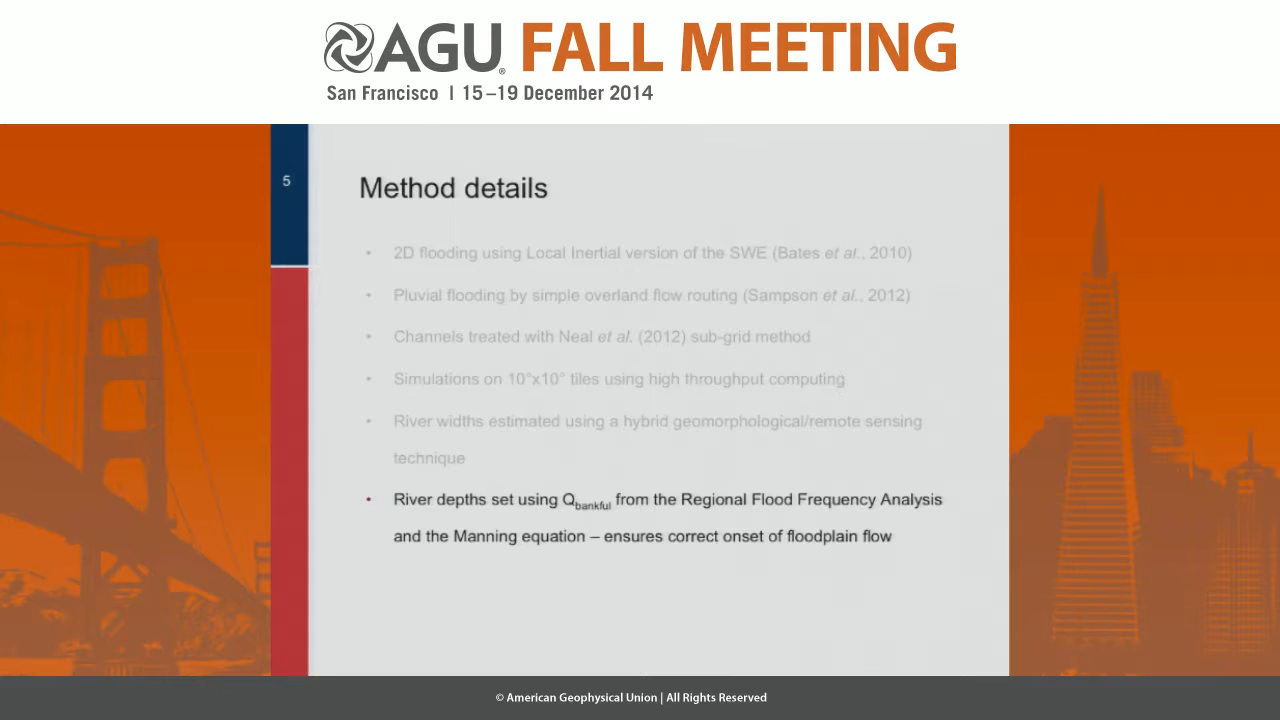 AGU® FALL MEETING
San Francisco | 15–19 December 2014
5
Method details
• 2D flooding using Local Inertial version of the SWE (Bates et al., 2010)
• Pluvial flooding by simple overland flow routing (Sampson et al., 2012)
• Channels treated with Neal et al. (2012) sub-grid method
• Simulations on 10°x10° tiles using high throughput computing
• River widths estimated using a hybrid geomorphological/remote sensing
technique
• River depths set using Qbankful from the Regional Flood Frequency Analysis
and the Manning equation – ensures correct onset of floodplain flow
© American Geophysical Union | All Rights Reserved